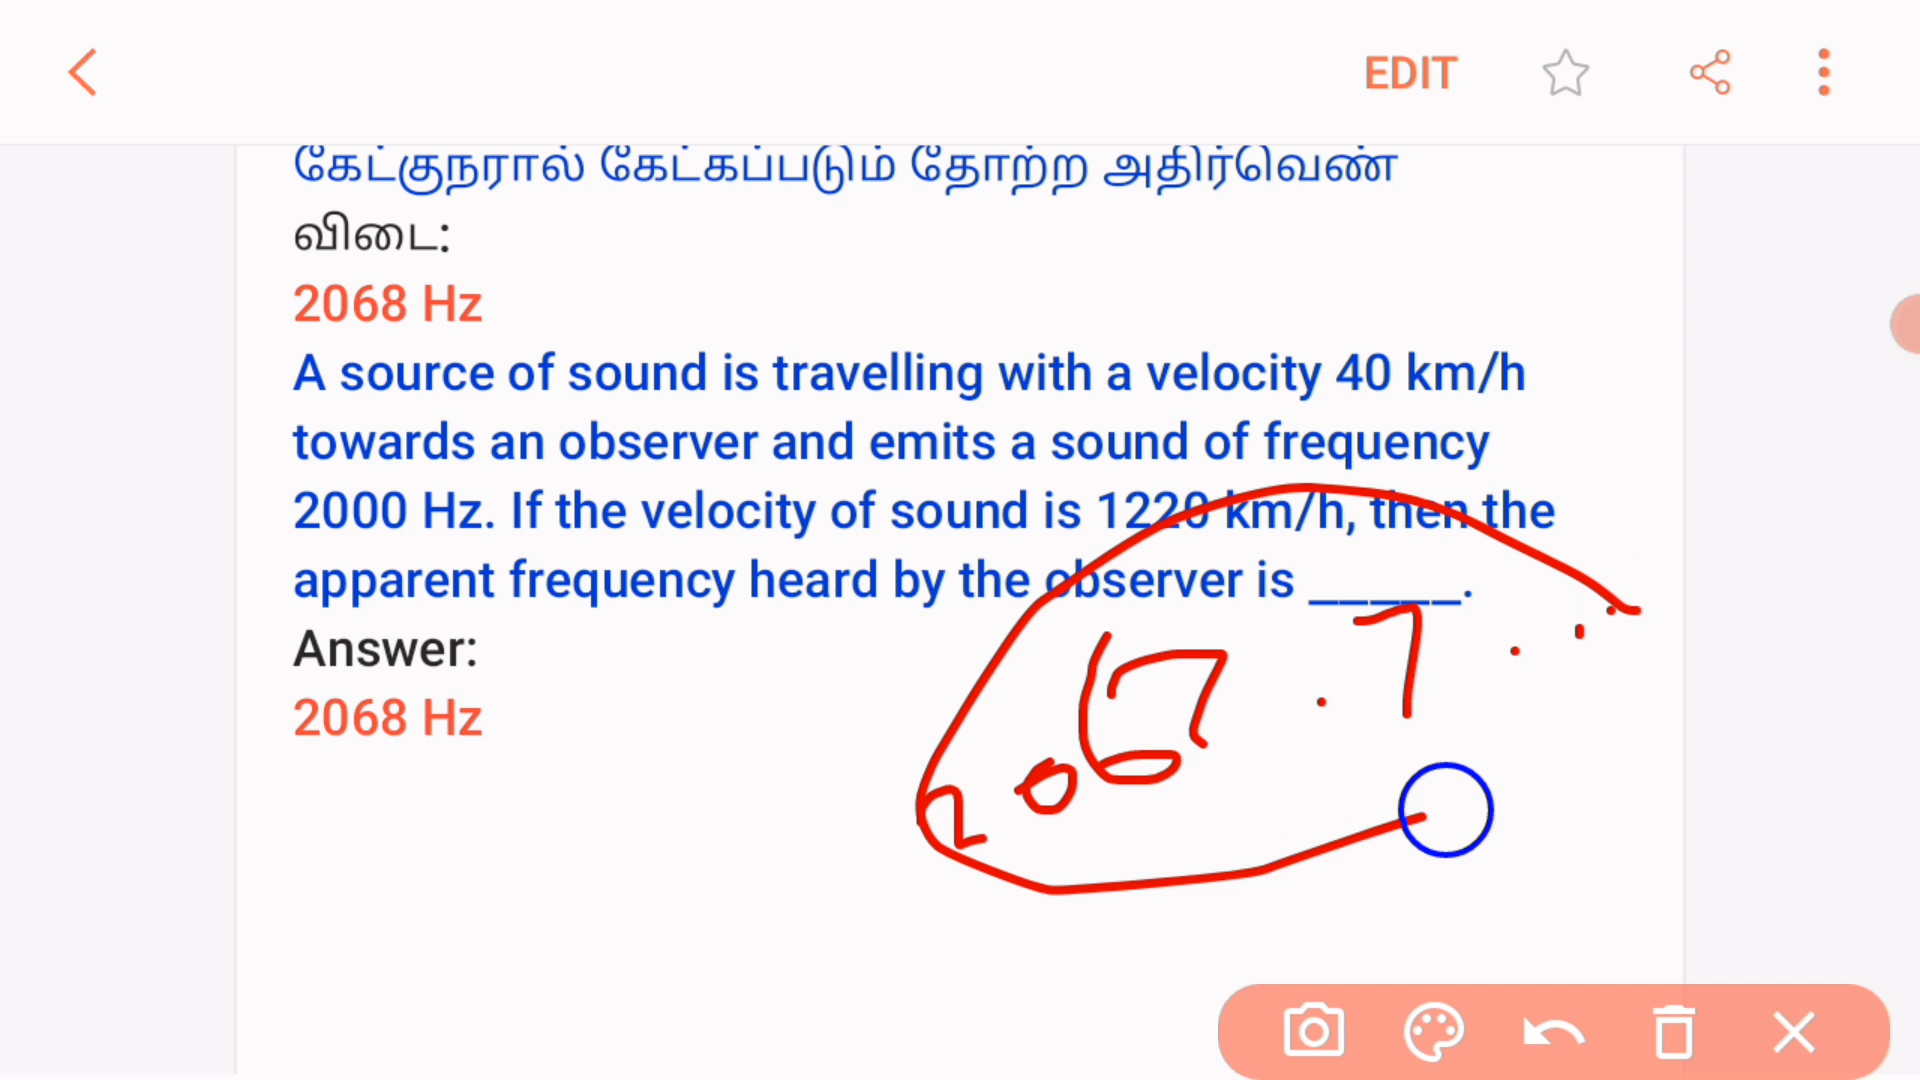 EDIT
கேட்குநரால் கேட்கப்படும் தோற்ற அதிர்வெண்
விடை:
2068 Hz
A source of sound is travelling with a velocity 40 km/h
towards an observer and emits a sound of frequency
2000 Hz. If the velocity of sound is 1220 km/h, then the
apparent frequency heard by the observer is _____.
Answer:
2068 Hz
2067.7...